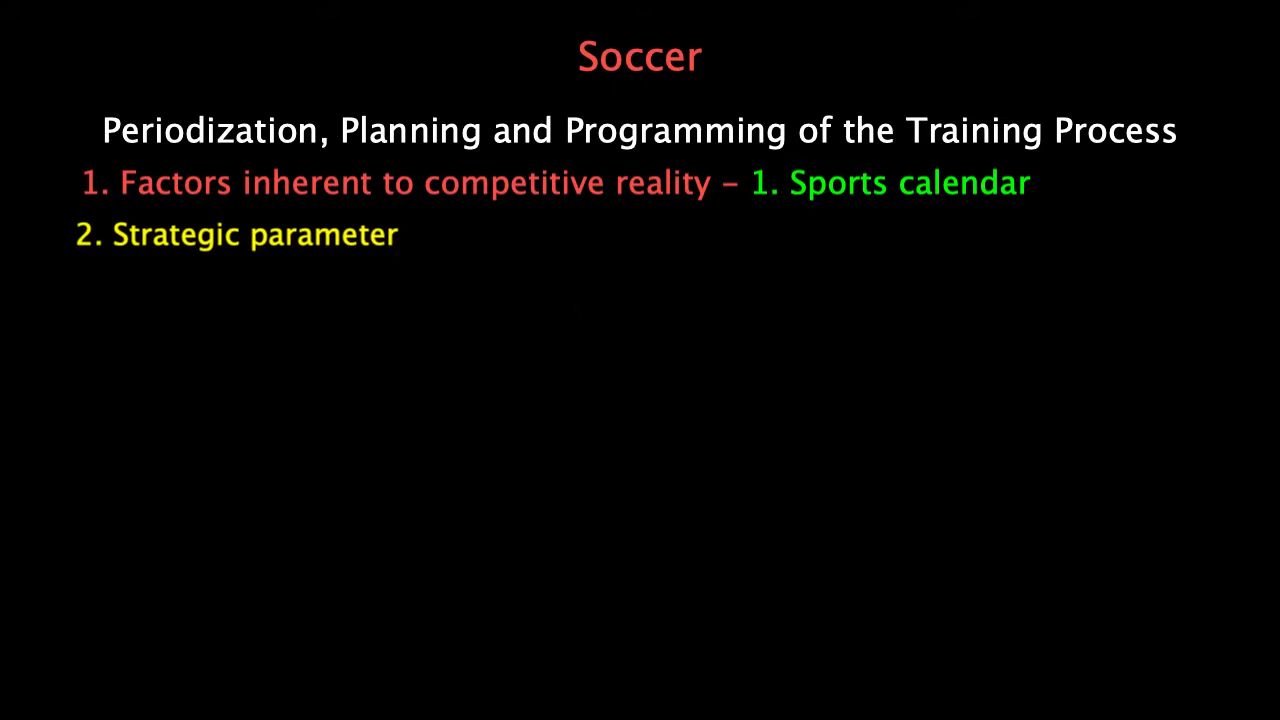 Soccer
Periodization, Planning and Programming of the Training Process
1. Factors inherent to competitive reality – 1. Sports calendar
2. Strategic parameter